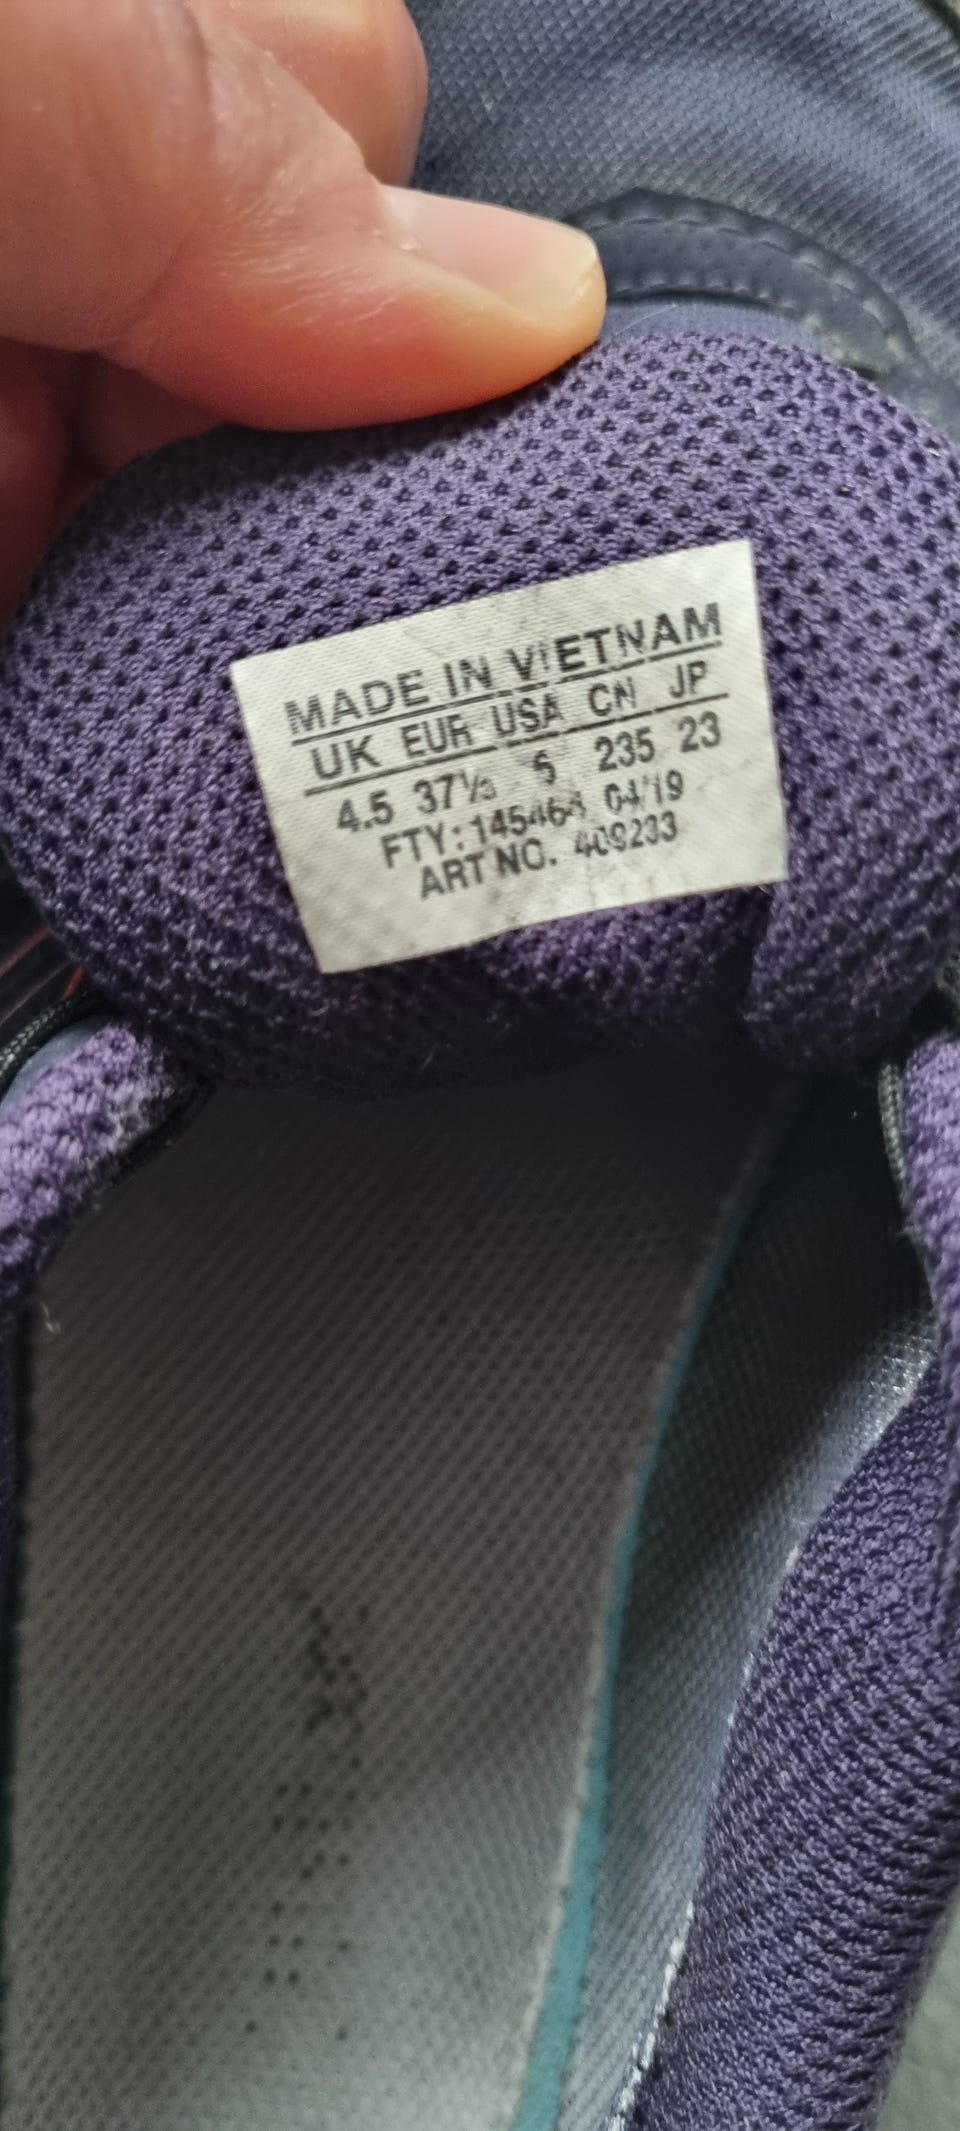 MADE IN VIETNAM
UK EUR USA CN JP
4.5 37⅓ 6 235 23
FTY: 04/19
ART NO. 409233